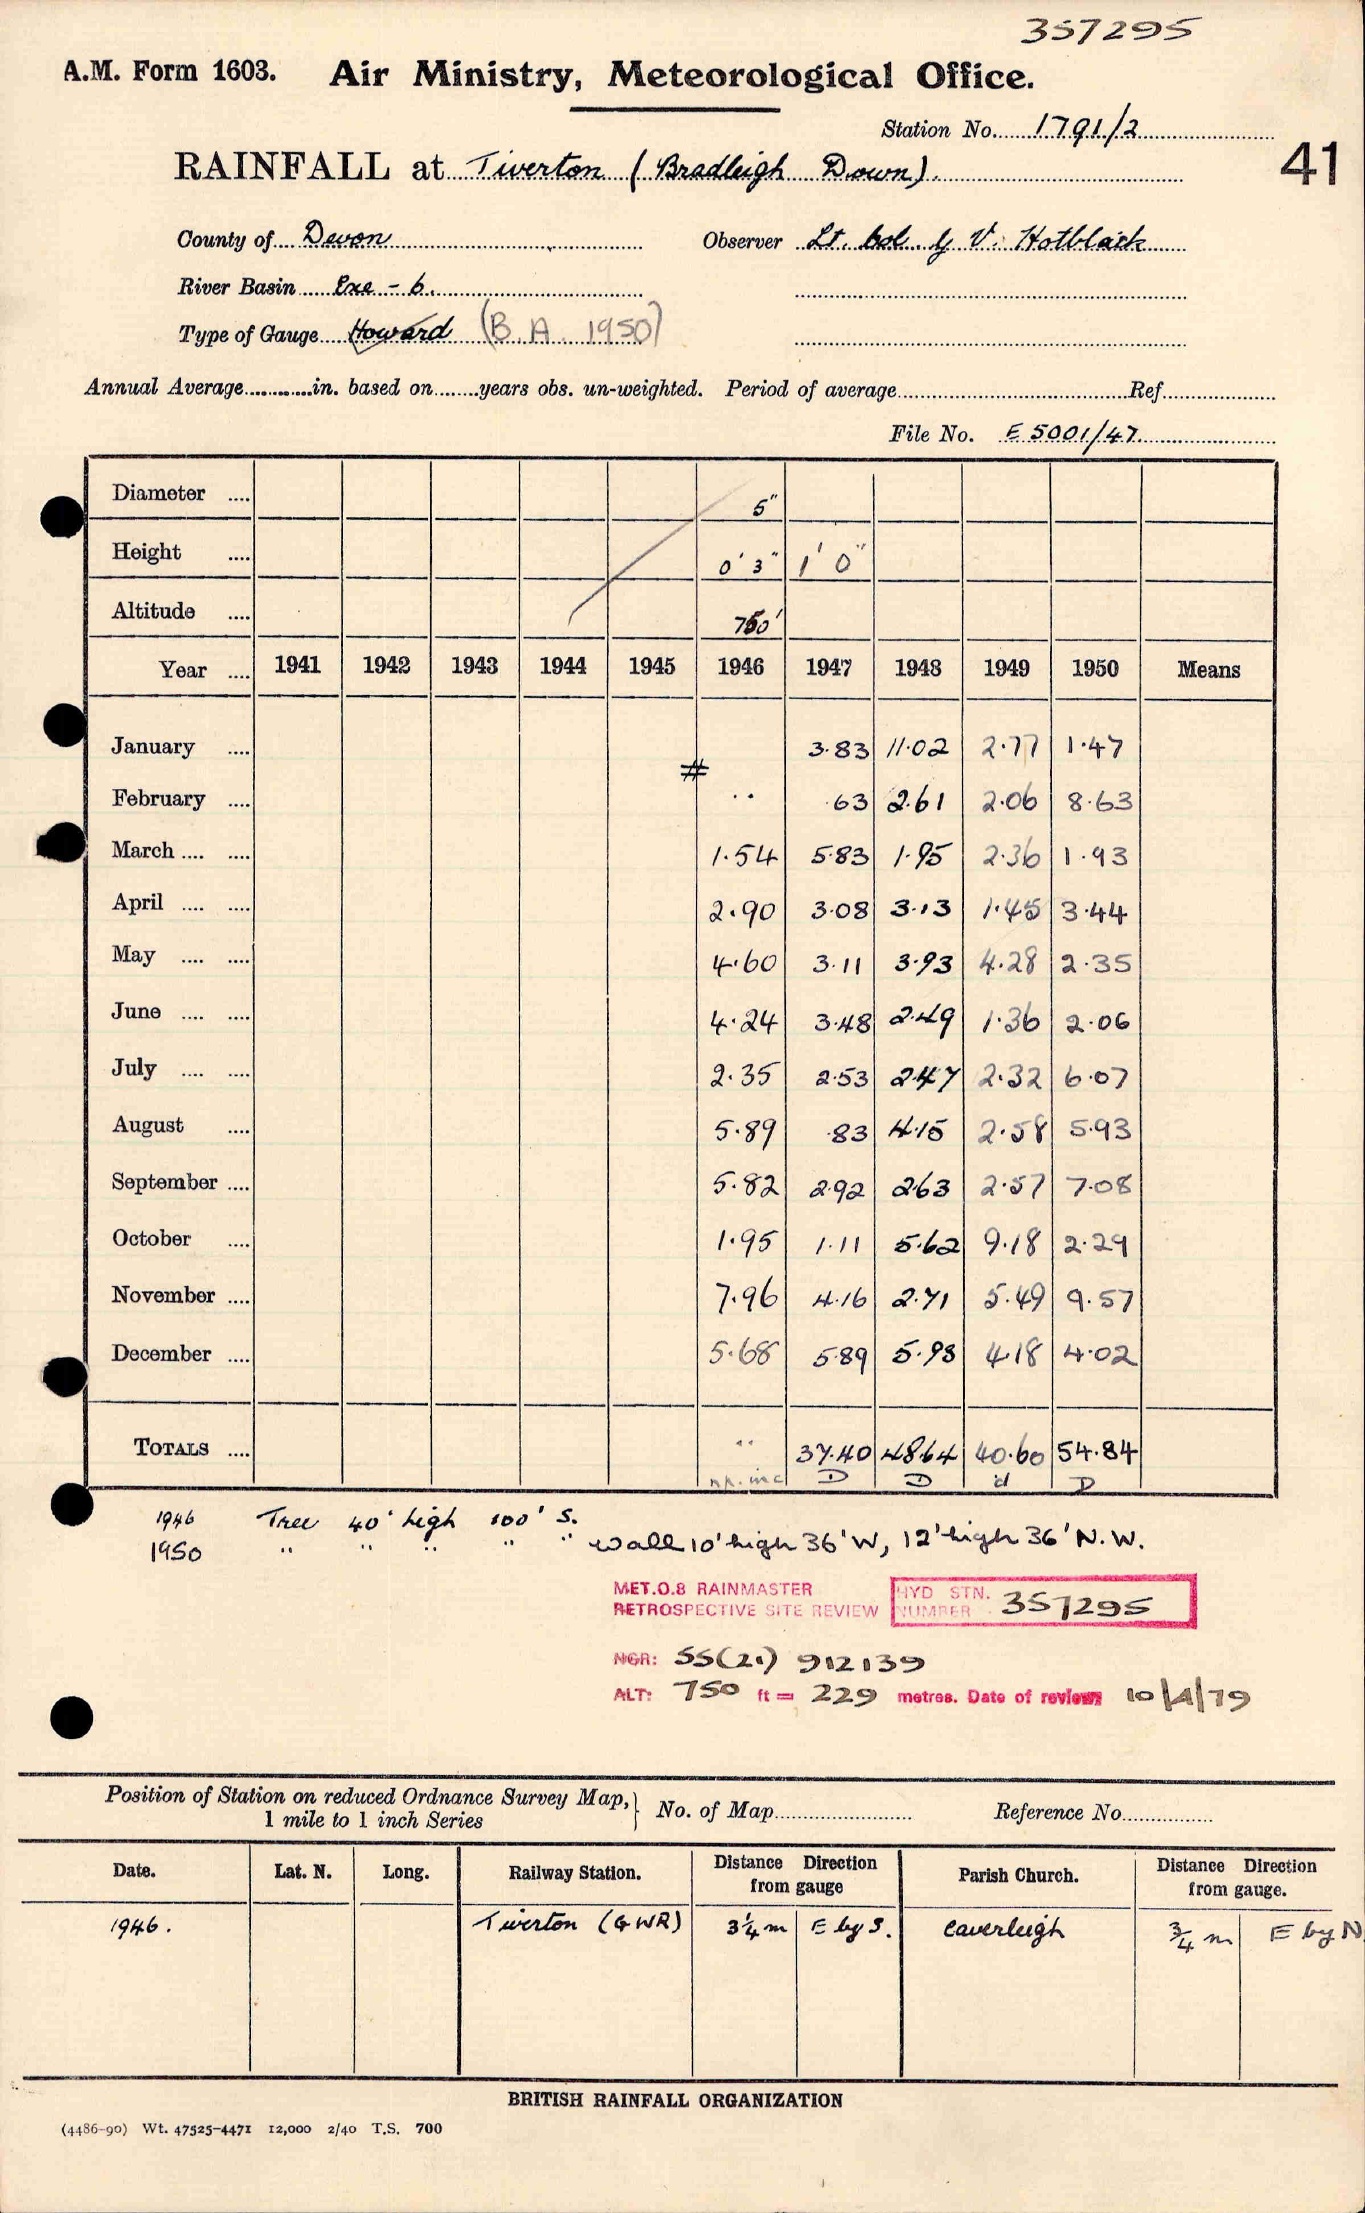 357295
A.M. Form 1603. Air Ministry, Meteorological Office.
Station No. 1791/2
41
RAINFALL at Tiverton (Bradleigh Down).
County of Devon Observer Lt. Col. G V. Hotblack
River Basin Exe - 6.
Type of Gauge Howard (B A. 1950)
Annual Average............in. based on........years obs. un-weighted. Period of average............Ref............
File No. E 5001/47
Diameter .... 5"
Height .... 0' 3" 1' 0"
Altitude .... 750'
Year .... 1941 1942 1943 1944 1945 1946 1947 1948 1949 1950 Means
January .... 3.83 11.02 2.77 1.47
#
February .... .. .63 2.61 2.06 8.63
March .... .... 1.54 5.83 1.95 2.36 1.93
April .... .... 2.90 3.08 3.13 1.45 3.44
May .... .... 4.60 3.11 3.93 4.28 2.35
June .... .... 4.24 3.48 2.49 1.36 2.06
July .... .... 2.35 2.53 2.47 2.32 6.07
August .... 5.89 .83 4.15 2.58 5.93
September .... 5.82 2.92 2.63 2.57 7.08
October .... 1.95 1.11 5.62 9.18 2.29
November .... 7.96 4.16 2.71 5.49 9.57
December .... 5.68 5.89 5.93 4.18 4.02
TOTALS .... .. 37.40 48.64 40.60 54.84
inc D D d D
1946 Tree 40' high 100' S.
1950 " " " " " Wall 10' high 36' W, 12' high 36' N.W.
MET.O.8 RAINMASTER
RETROSPECTIVE SITE REVIEW
HYD STN. NUMBER 357295
NGR: SS(21) 912139
ALT: 750 ft = 229 metres. Date of review 10/4/79
Position of Station on reduced Ordnance Survey Map,
1 mile to 1 inch Series
No. of Map............ Reference No............
Date. Lat. N. Long. Railway Station. Distance Direction from gauge Parish Church. Distance Direction from gauge.
1946. Tiverton (GWR) 3¼ m E by S. Caverleigh ¾ m E by N
BRITISH RAINFALL ORGANIZATION
(4486-90) Wt. 47525-4471 12,000 2/40 T.S. 700